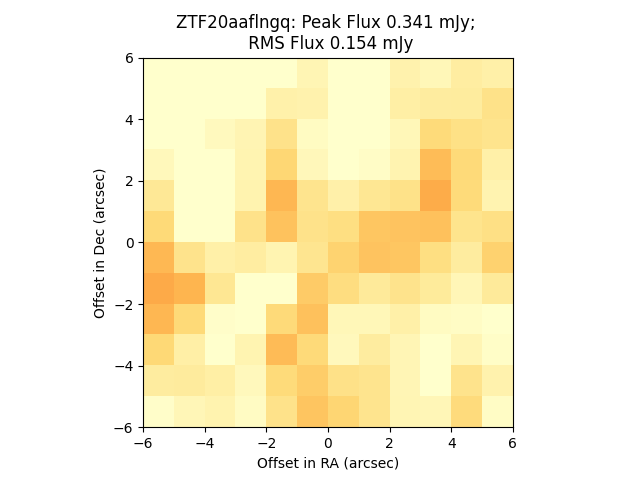 ZTF20aaflngq: Peak Flux 0.341 mJy;
RMS Flux 0.154 mJy
6
4
2
0
−2
−4
−6
Offset in Dec (arcsec)
−6 −4 −2 0 2 4 6
Offset in RA (arcsec)